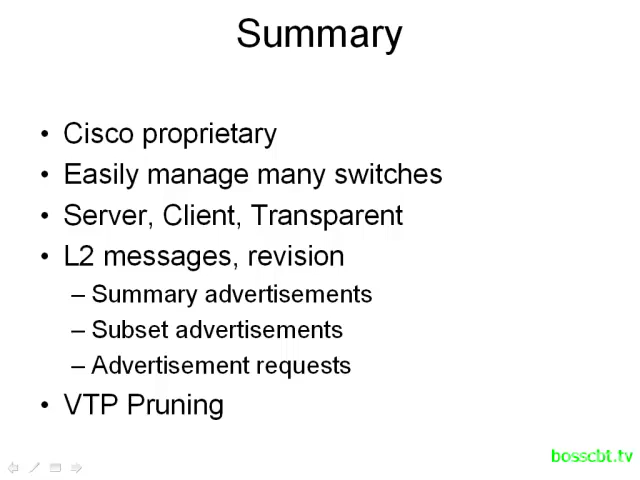 Summary
• Cisco proprietary
• Easily manage many switches
• Server, Client, Transparent
• L2 messages, revision
– Summary advertisements
– Subset advertisements
– Advertisement requests
• VTP Pruning
bosscbt.tv